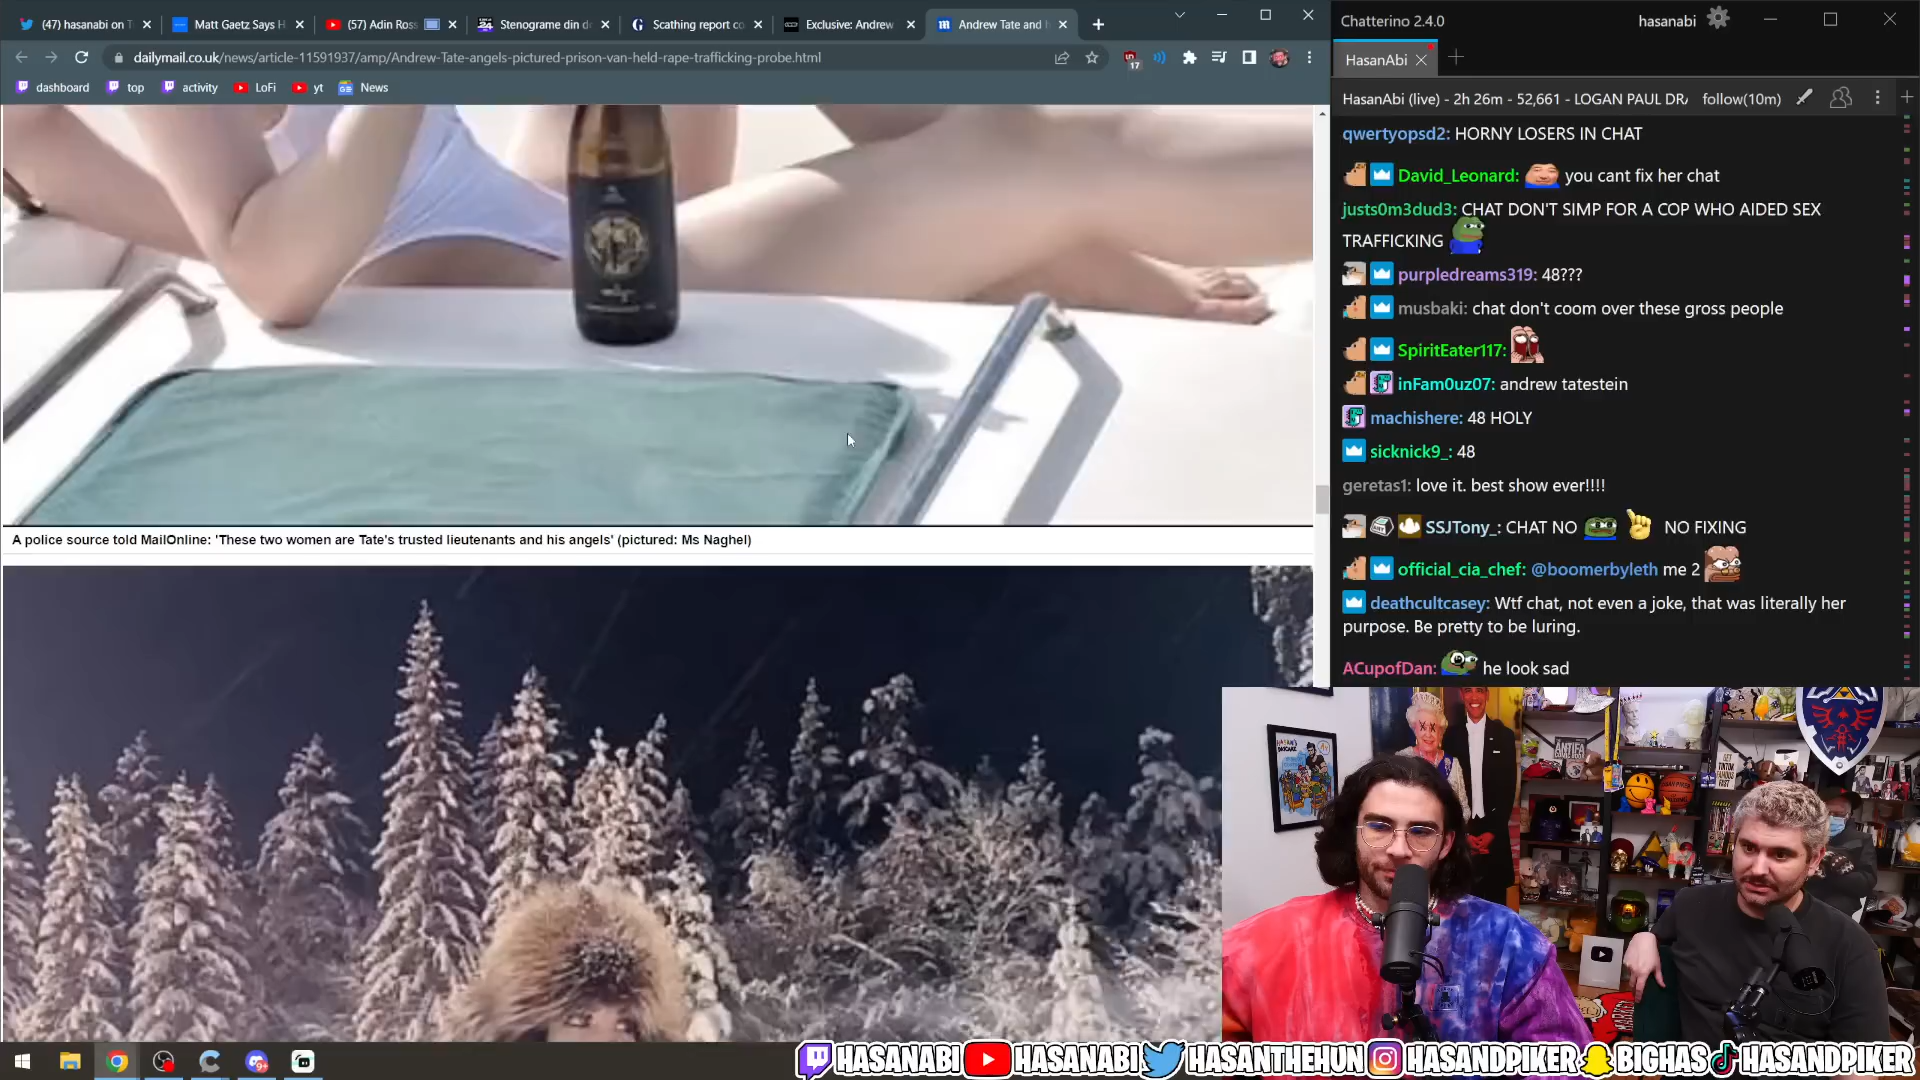 (47) hasanabi on T
Matt Gaetz Says H
(57) Adin Ross
Stenograme din d
Scathing report co
Exclusive: Andrew
Andrew Tate and h
dailymail.co.uk/news/article-11591937/amp/Andrew-Tate-angels-pictured-prison-van-held-rape-trafficking-probe.html
17
dashboard
top
activity
LoFi
yt
News
A police source told MailOnline: 'These two women are Tate's trusted lieutenants and his angels' (pictured: Ms Naghel)
Chatterino 2.4.0
hasanabi
HasanAbi
HasanAbi (live) - 2h 26m - 52,661 - LOGAN PAUL DR
follow(10m)
qwertyopsd2: HORNY LOSERS IN CHAT
David_Leonard: you cant fix her chat
justs0m3dud3: CHAT DON'T SIMP FOR A COP WHO AIDED SEX
TRAFFICKING
purpledreams319: 48???
musbaki: chat don't coom over these gross people
SpiritEater117:
inFam0uz07: andrew tatestein
machishere: 48 HOLY
sicknick9_: 48
geretas1: love it. best show ever!!!!
SSJTony_: CHAT NO NO FIXING
official_cia_chef: @boomerbyleth me 2
deathcultcasey: Wtf chat, not even a joke, that was literally her
purpose. Be pretty to be luring.
ACupofDan: he look sad
ANTIFA
HASANABI HASANABI HASANTHEHUN HASANDPIKER BIGHAS HASANDPIKER